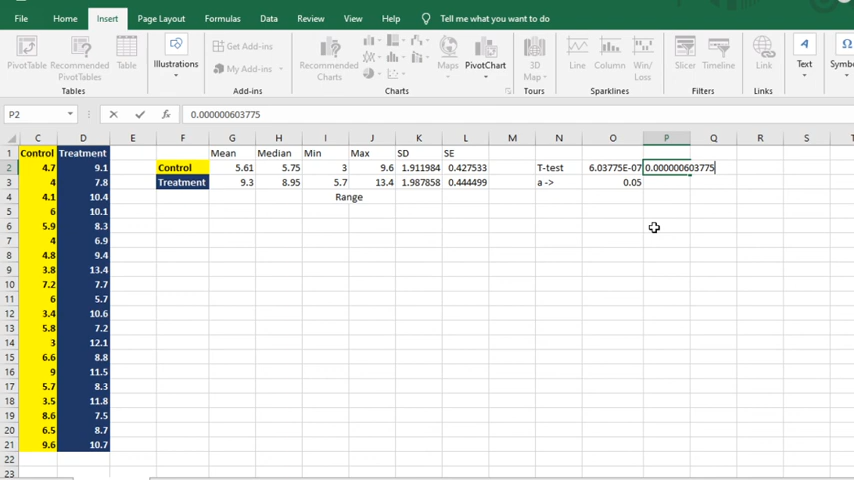 File Home Insert Page Layout Formulas Data Review View Help Tell me what you want to do
PivotTable Recommended PivotTables Table Illustrations Get Add-ins My Add-ins Recommended Charts Maps PivotChart 3D Map Line Column Win/Loss Slicer Timeline Link Text Symbo
Tables Add-ins Charts Tours Sparklines Filters Links
P2 fx 0.000000603775
C D E F G H I J K L M N O P Q R S T
1 Control Treatment Mean Median Min Max SD SE
2 4.7 9.1 Control 5.61 5.75 3 9.6 1.911984 0.427533 T-test 6.03775E-07 0.000000603775
3 4 7.8 Treatment 9.3 8.95 5.7 13.4 1.987858 0.444499 a -> 0.05
4 4.1 10.4 Range
5 6 10.1
6 5.9 8.3
7 4 6.9
8 4.8 9.4
9 3.8 13.4
10 7.2 7.7
11 6 5.7
12 3.4 10.6
13 5.8 7.2
14 3 12.1
15 6.6 8.8
16 9 11.5
17 5.7 8.3
18 3.5 11.8
19 8.6 7.5
20 6.5 8.7
21 9.6 10.7
22
23